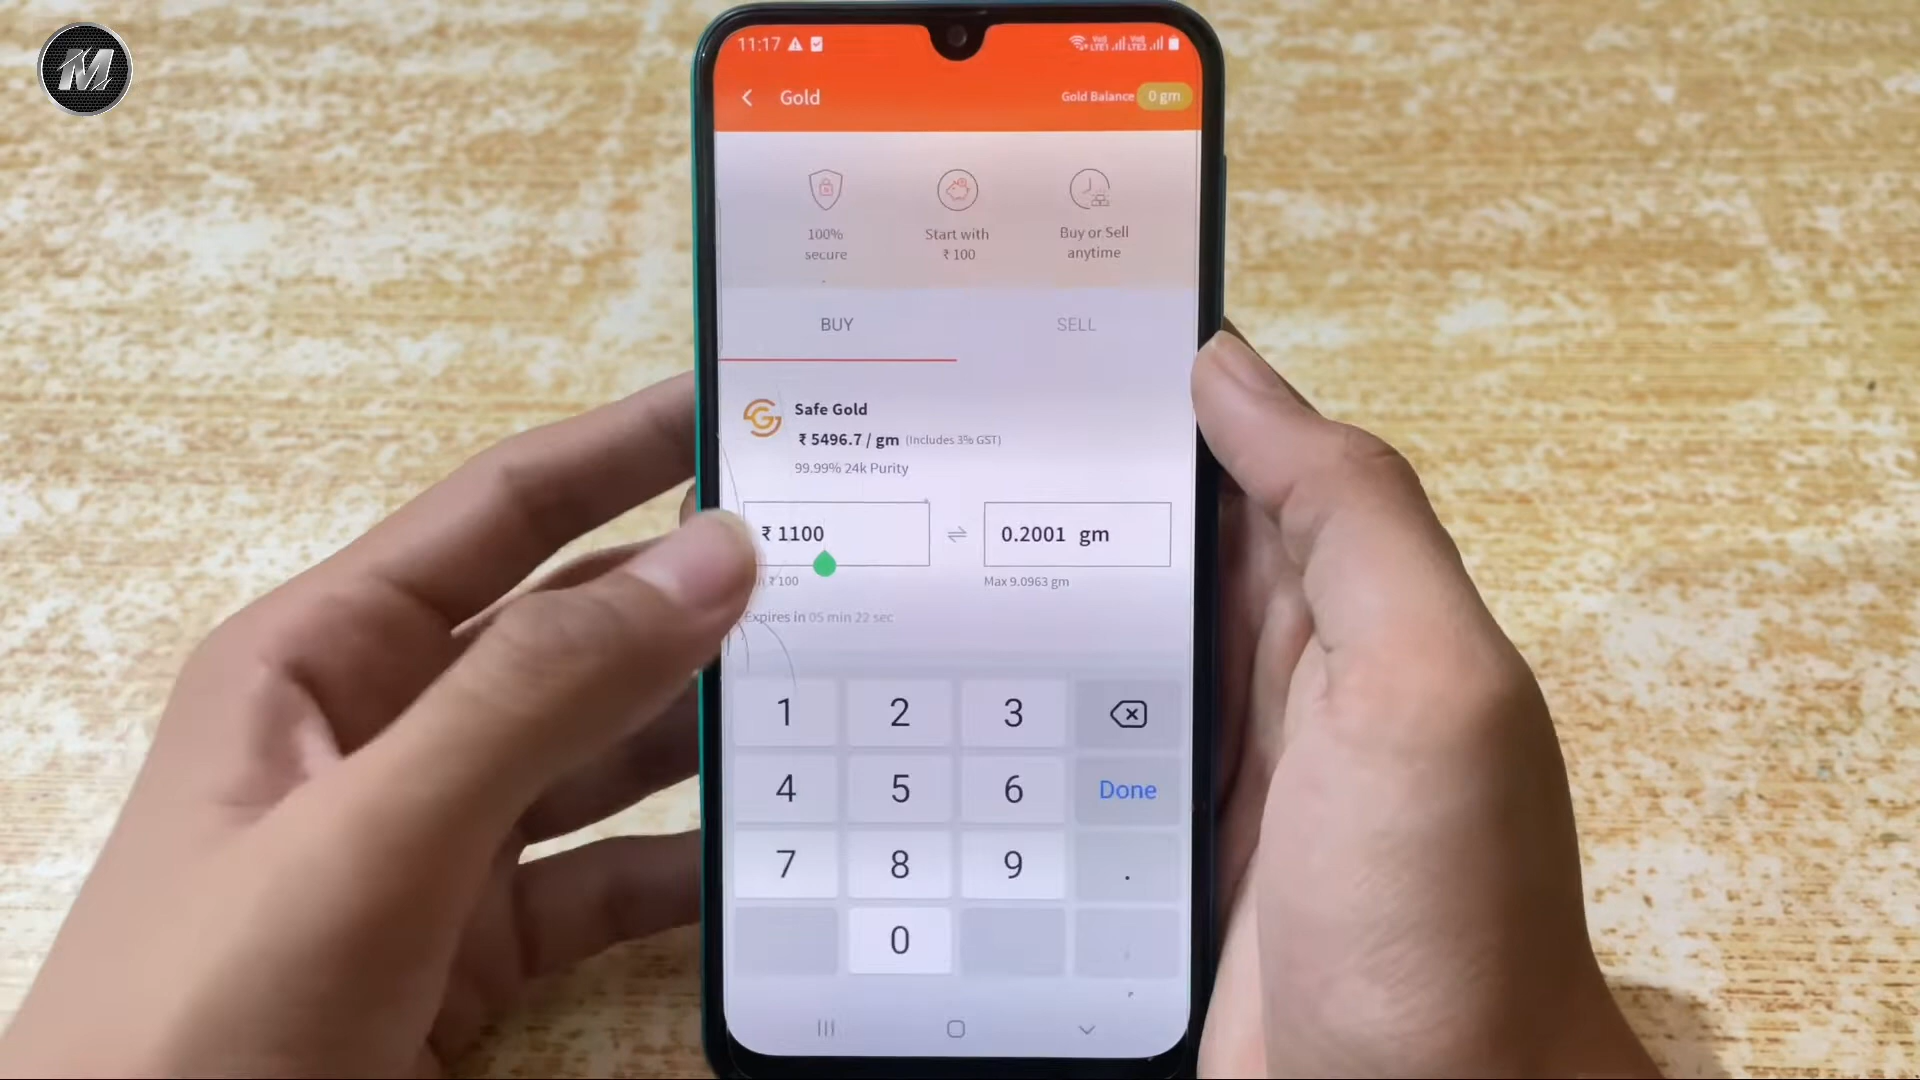 M
11:17
Gold
Gold Balance 0 gm
100%
secure
Start with
₹ 100
Buy or Sell
anytime
BUY
SELL
Safe Gold
₹ 5496.7 / gm (Includes 3% GST)
99.99% 24k Purity
₹ 1100
0.2001 gm
₹ 100
Max 9.0963 gm
Expires in 05 min 22 sec
1 2 3
4 5 6 Done
7 8 9 .
0